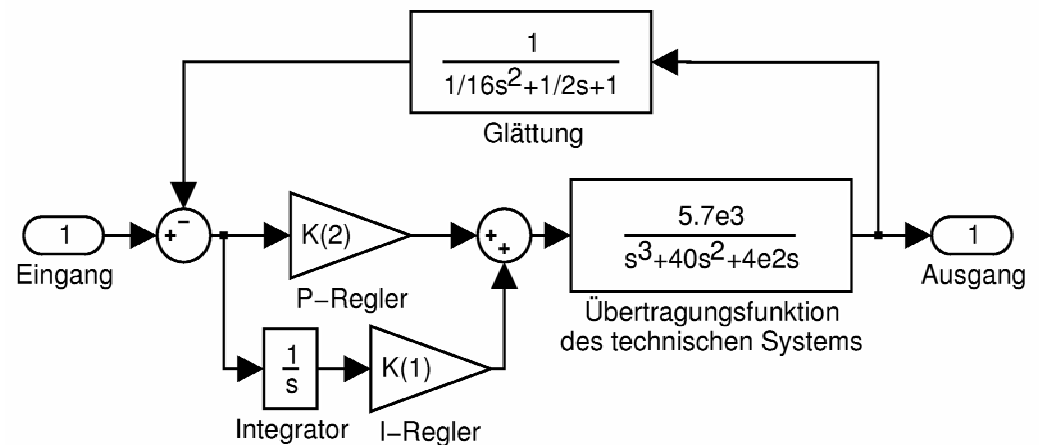 1
1/16s²+1/2s+1
Glättung
−
+
1
Eingang
K(2)
P−Regler
+
+
5.7e3
s³+40s²+4e2s
Übertragungsfunktion
des technischen Systems
1
Ausgang
1
s
Integrator
K(1)
I−Regler